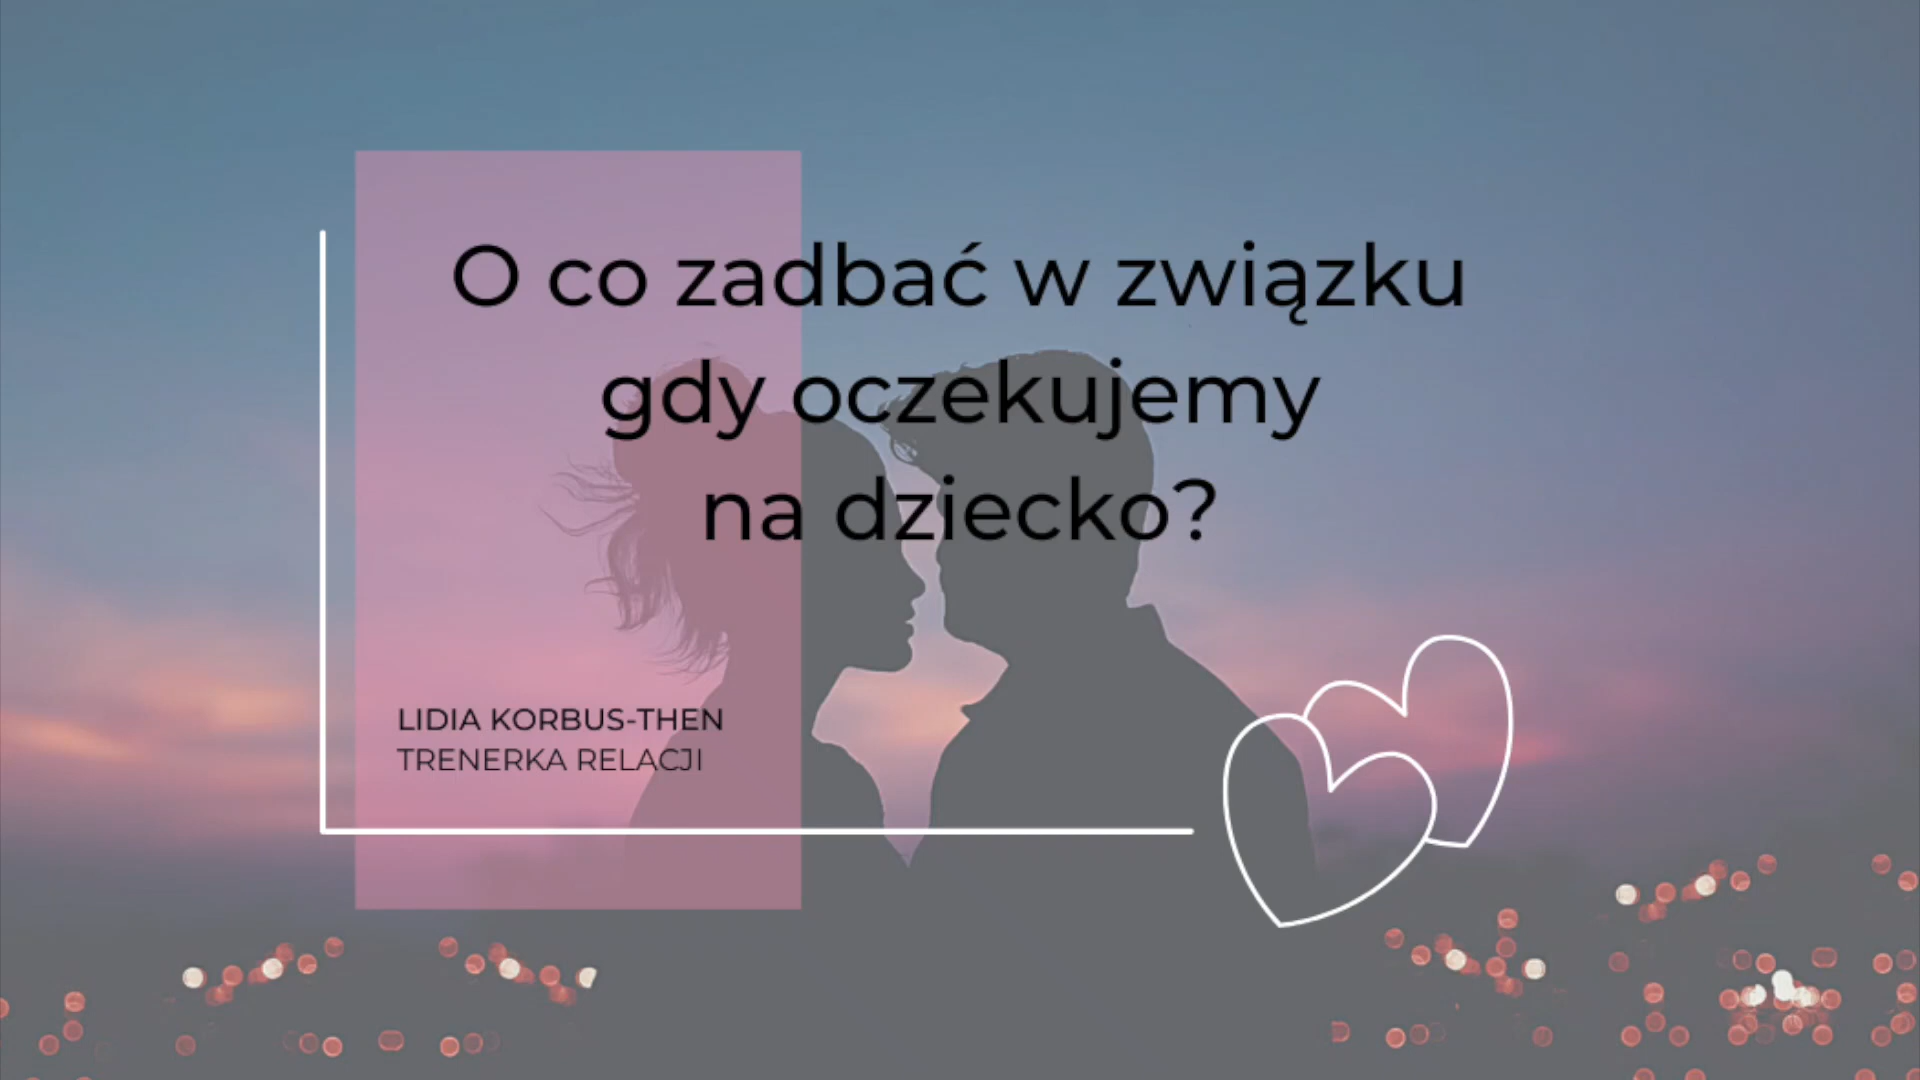 O co zadbać w związku
gdy oczekujemy
na dziecko?
LIDIA KORBUS-THEN
TRENERKA RELACJI